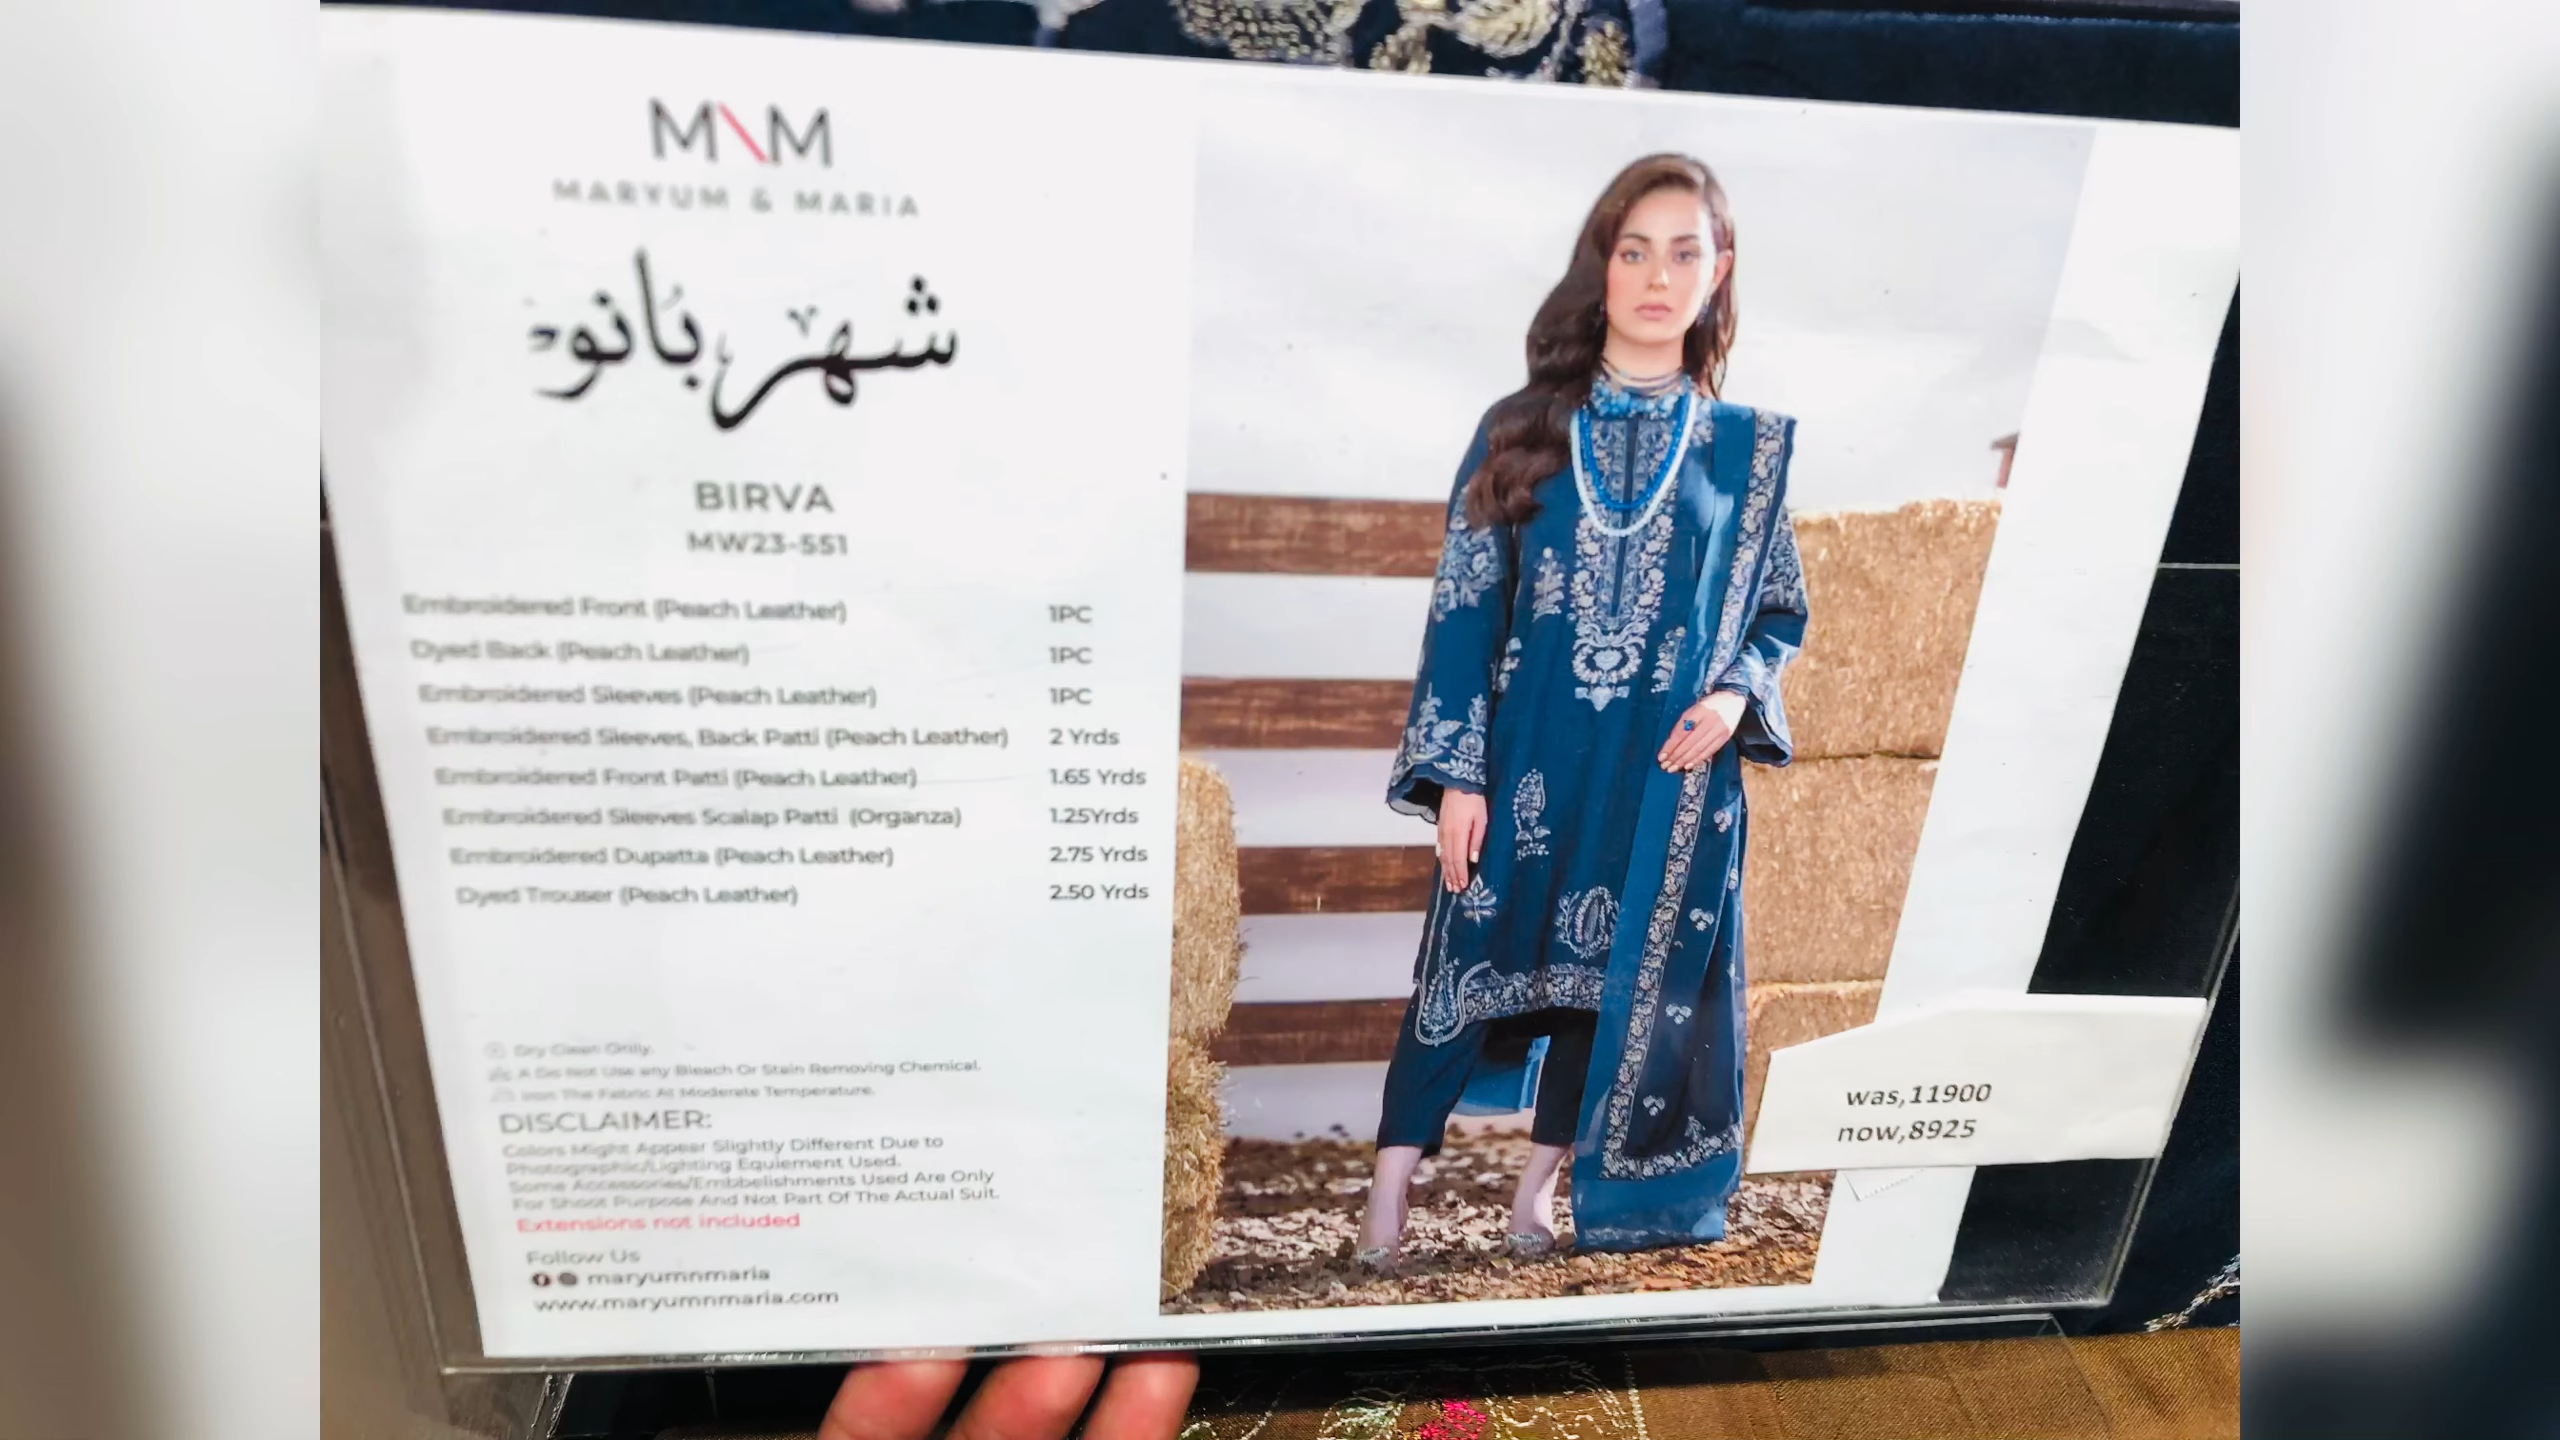 M\M
MARYUM & MARIA
شہر بانو
BIRVA
MW23-551
Embroidered Front (Peach Leather) 1PC
Dyed Back (Peach Leather) 1PC
Embroidered Sleeves (Peach Leather) 1PC
Embroidered Sleeves, Back Patti (Peach Leather) 2 Yrds
Embroidered Front Patti (Peach Leather) 1.65 Yrds
Embroidered Sleeves Scalap Patti (Organza) 1.25Yrds
Embroidered Dupatta (Peach Leather) 2.75 Yrds
Dyed Trouser (Peach Leather) 2.50 Yrds
Dry Clean Only.
A Do Not Use any Bleach Or Stain Removing Chemical.
Iron The Fabric At Moderate Temperature.
DISCLAIMER:
Colors Might Appear Slightly Different Due to
Photographic/Lighting Equiement Used.
Some Accessories/Embbelishments Used Are Only
For Shoot Purpose And Not Part Of The Actual Suit.
Extensions not included
Follow Us
maryumnmaria
www.maryumnmaria.com
was,11900
now,8925